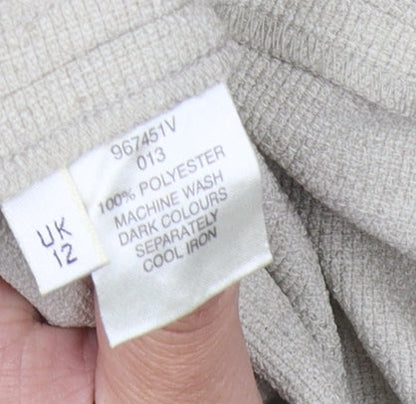 967451V
013
100% POLYESTER
MACHINE WASH
DARK COLOURS
SEPARATELY
COOL IRON
UK
12